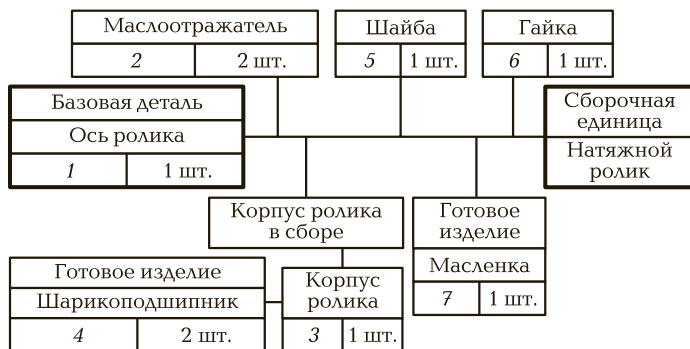 Маслоотражатель
2 2 шт.
Шайба
5 1 шт.
Гайка
6 1 шт.
Базовая деталь
Ось ролика
1 1 шт.
Сборочная
единица
Натяжной
ролик
Корпус ролика
в сборе
Готовое
изделие
Масленка
7 1 шт.
Готовое изделие
Шарикоподшипник
4 2 шт.
Корпус
ролика
3 1 шт.